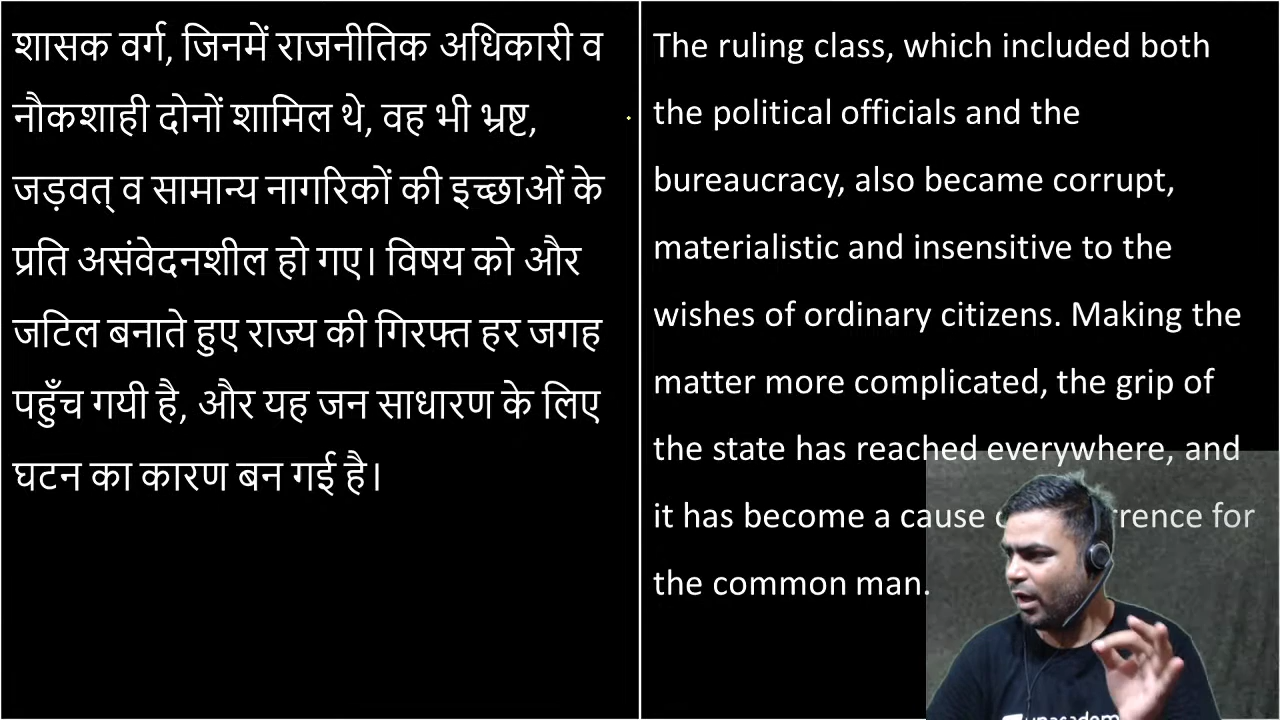 शासक वर्ग, जिनमें राजनीतिक अधिकारी व
नौकशाही दोनों शामिल थे, वह भी भ्रष्ट,
जड़वत् व सामान्य नागरिकों की इच्छाओं के
प्रति असंवेदनशील हो गए। विषय को और
जटिल बनाते हुए राज्य की गिरफ्त हर जगह
पहुँच गयी है, और यह जन साधारण के लिए
घटन का कारण बन गई है।
The ruling class, which included both
the political officials and the
bureaucracy, also became corrupt,
materialistic and insensitive to the
wishes of ordinary citizens. Making the
matter more complicated, the grip of
the state has reached everywhere, and
it has become a cause for
the common man.